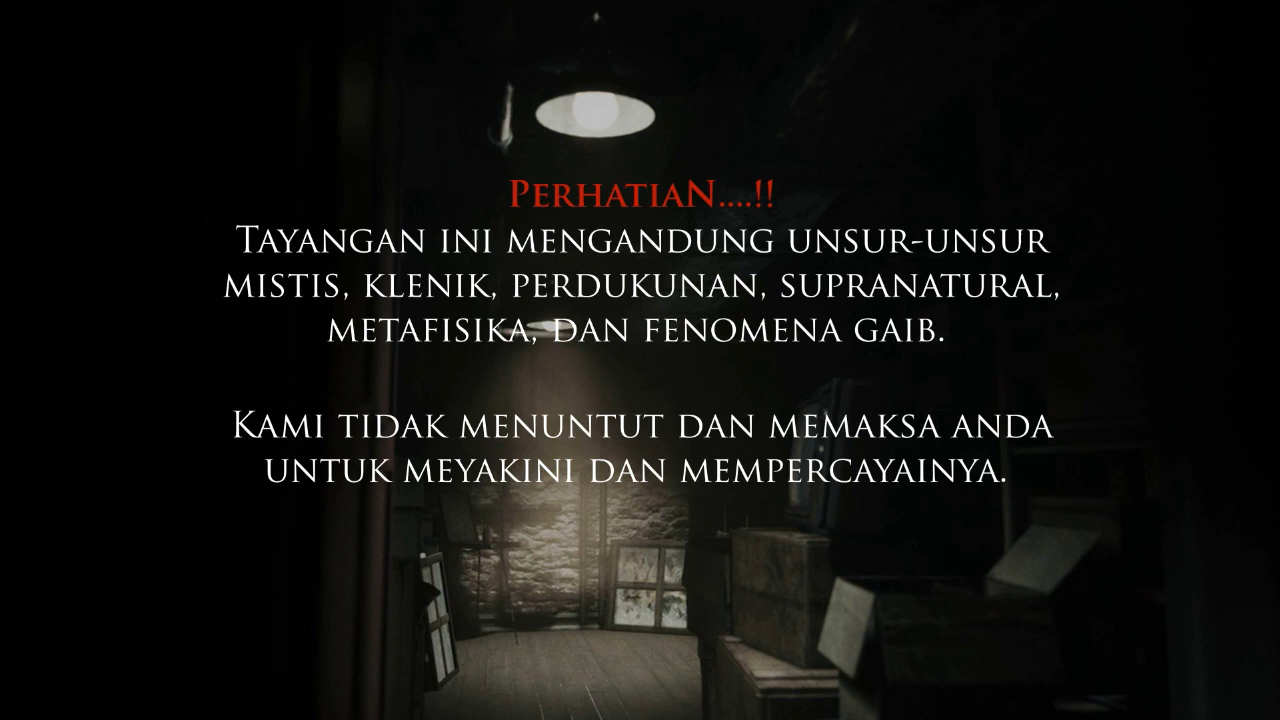 PERHATIAN....!!
TAYANGAN INI MENGANDUNG UNSUR-UNSUR
MISTIS, KLENIK, PERDUKUNAN, SUPRANATURAL,
METAFISIKA, DAN FENOMENA GAIB.
KAMI TIDAK MENUNTUT DAN MEMAKSA ANDA
UNTUK MEYAKINI DAN MEMPERCAYAINYA.